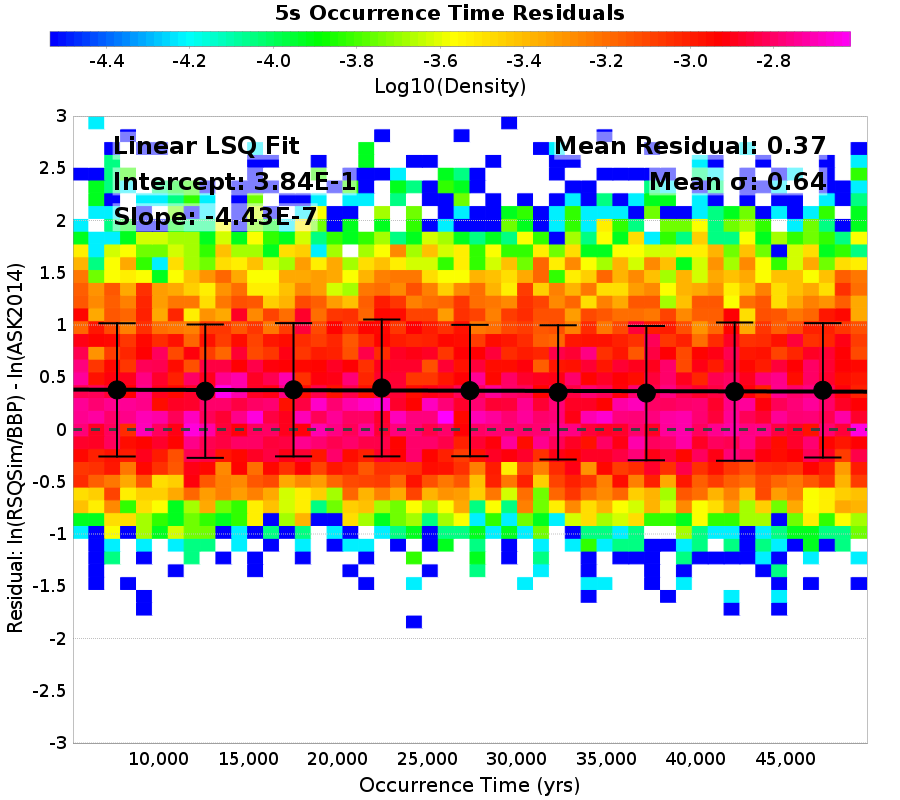 5s Occurrence Time Residuals
-4.4 -4.2 -4.0 -3.8 -3.6 -3.4 -3.2 -3.0 -2.8
Log10(Density)
Linear LSQ Fit
Intercept: 3.84E-1
Slope: -4.43E-7
Mean Residual: 0.37
Mean σ: 0.64
Residual: ln(RSQSim/BBP) - ln(ASK2014)
3
2.5
2
1.5
1
0.5
0
-0.5
-1
-1.5
-2
-2.5
-3
10,000 15,000 20,000 25,000 30,000 35,000 40,000 45,000
Occurrence Time (yrs)